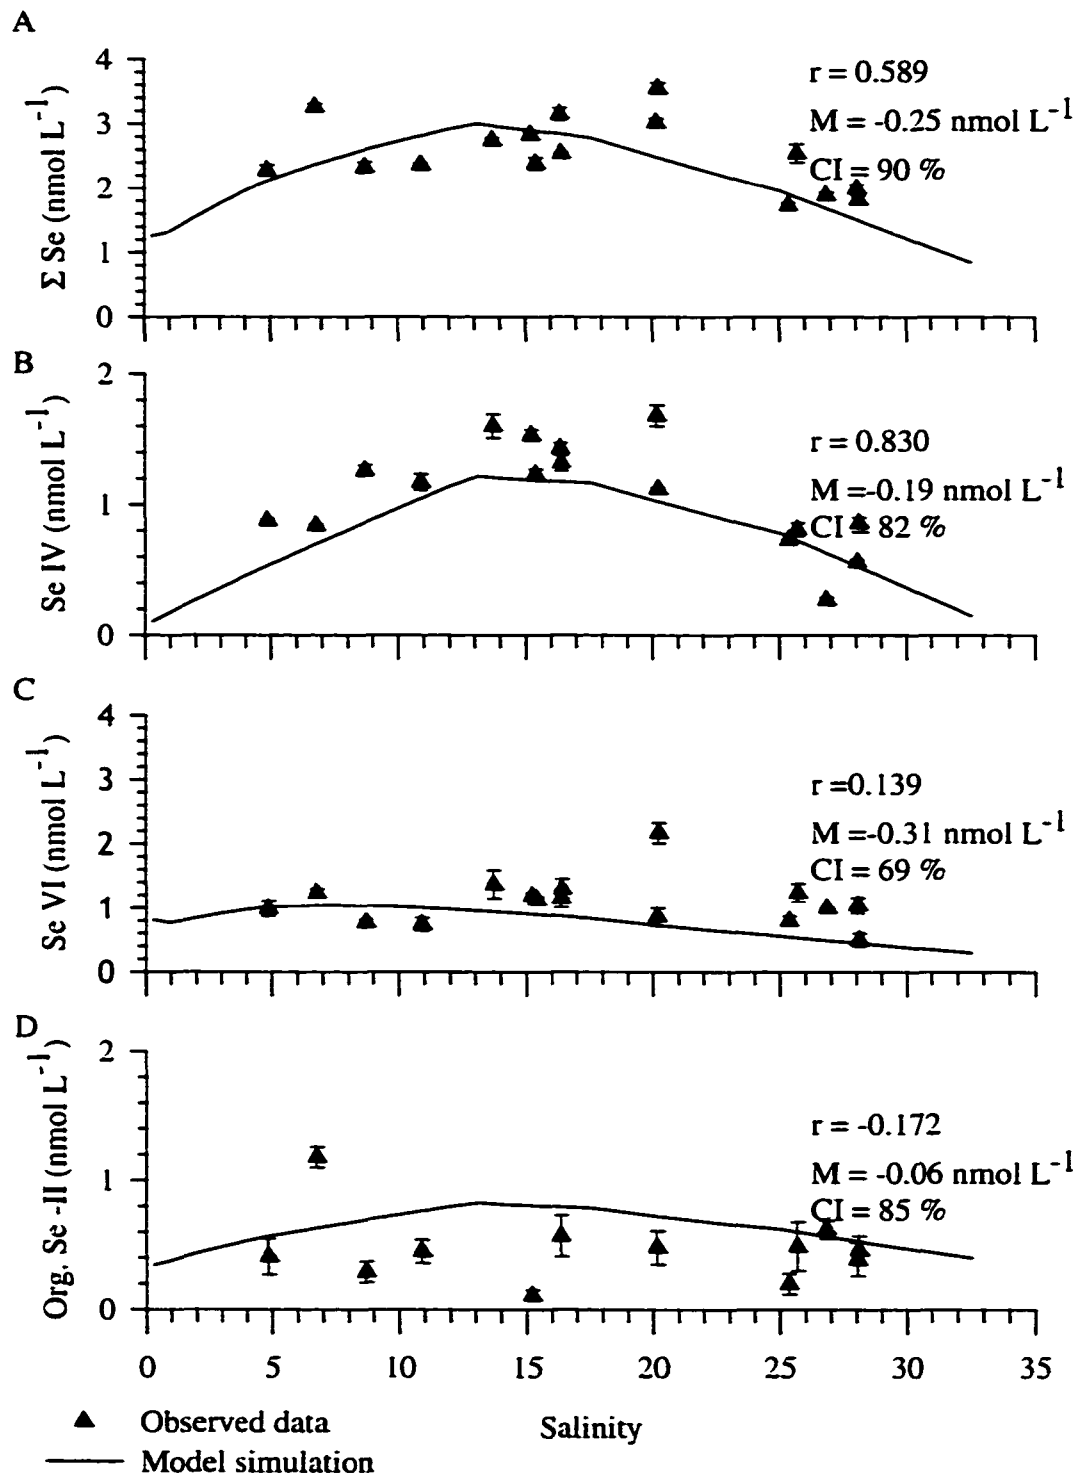 A
Σ Se (nmol L-1)
4
3
2
1
0
r = 0.589
M = -0.25 nmol L-1
CI = 90 %
B
Se IV (nmol L-1)
2
1
0
r = 0.830
M =-0.19 nmol L-1
CI = 82 %
C
Se VI (nmol L-1)
4
3
2
1
0
r =0.139
M =-0.31 nmol L-1
CI = 69 %
D
Org. Se -II (nmol L-1)
2
1
0
r = -0.172
M = -0.06 nmol L-1
CI = 85 %
0 5 10 15 20 25 30 35
Salinity
Observed data
Model simulation